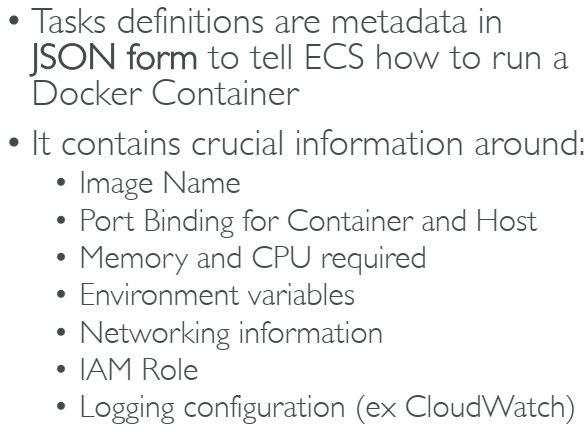 • Tasks definitions are metadata in
JSON form to tell ECS how to run a
Docker Container
• It contains crucial information around:
• Image Name
• Port Binding for Container and Host
• Memory and CPU required
• Environment variables
• Networking information
• IAM Role
• Logging configuration (ex CloudWatch)